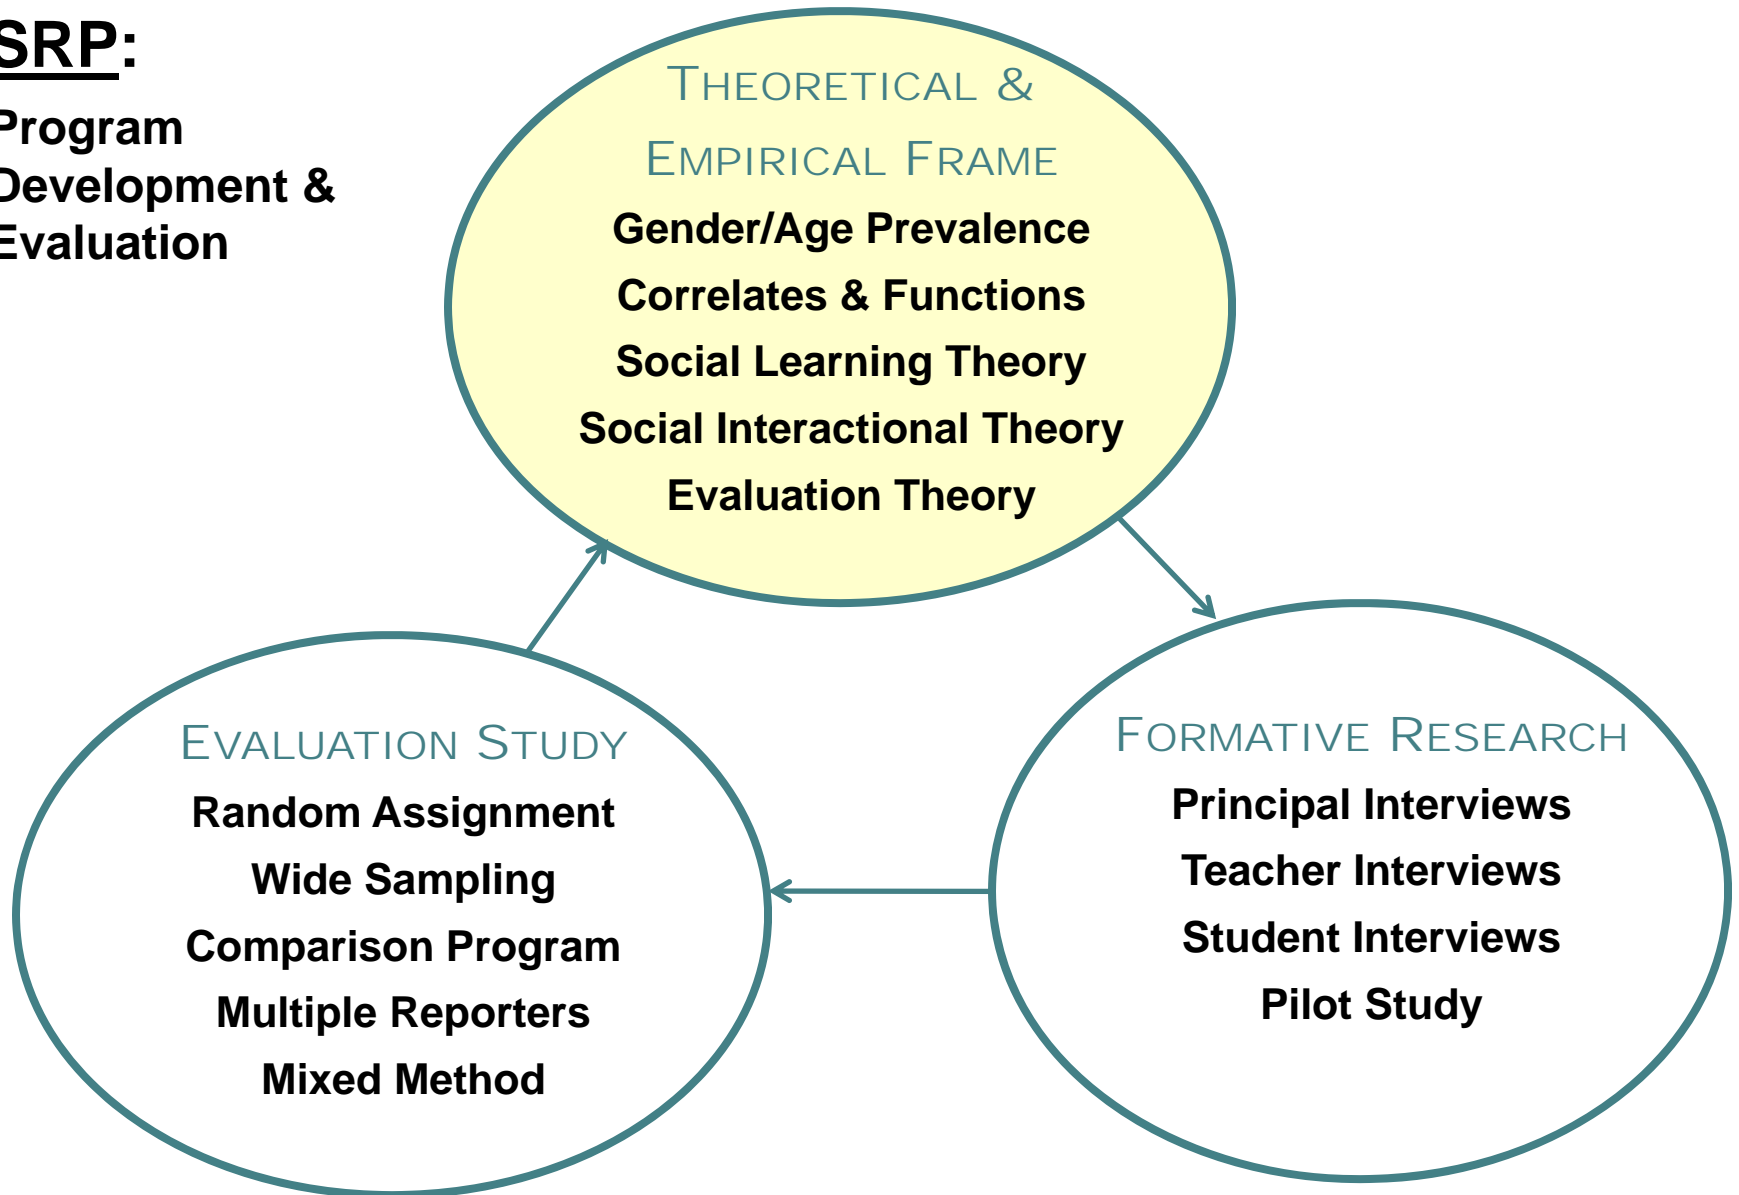 SRP:
Program
Development &
Evaluation
THEORETICAL &
EMPIRICAL FRAME
Gender/Age Prevalence
Correlates & Functions
Social Learning Theory
Social Interactional Theory
Evaluation Theory
EVALUATION STUDY
Random Assignment
Wide Sampling
Comparison Program
Multiple Reporters
Mixed Method
FORMATIVE RESEARCH
Principal Interviews
Teacher Interviews
Student Interviews
Pilot Study